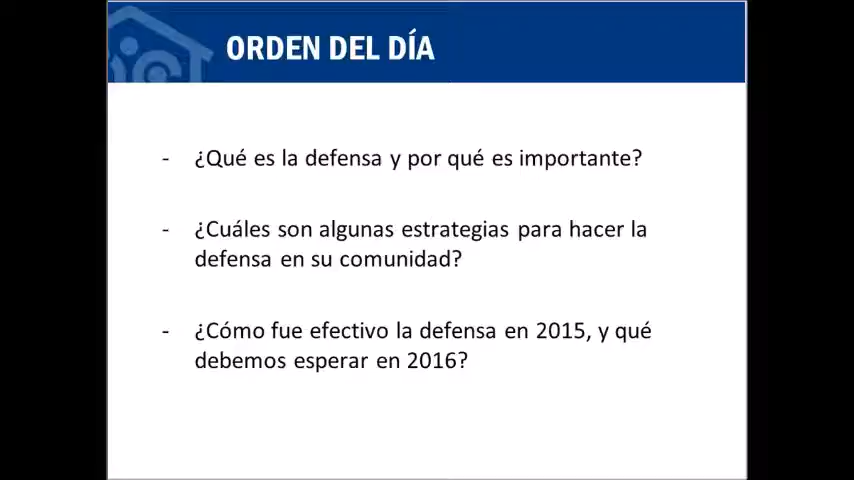 ORDEN DEL DÍA
- ¿Qué es la defensa y por qué es importante?
- ¿Cuáles son algunas estrategias para hacer la
defensa en su comunidad?
- ¿Cómo fue efectivo la defensa en 2015, y qué
debemos esperar en 2016?